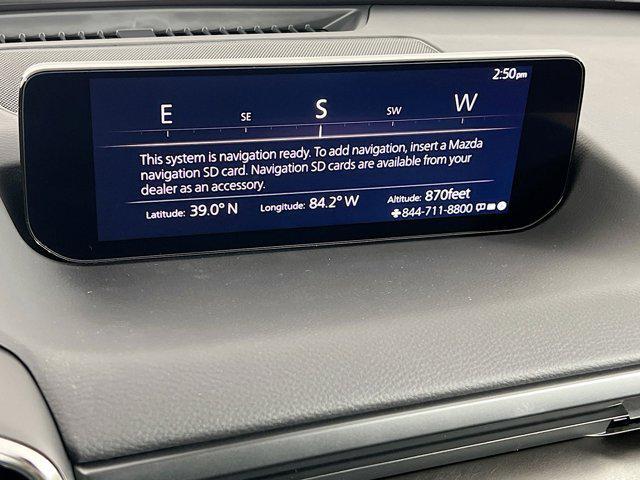 2:50pm
E SE S SW W
This system is navigation ready. To add navigation, insert a Mazda
navigation SD card. Navigation SD cards are available from your
dealer as an accessory.
Latitude: 39.0° N Longitude: 84.2° W Altitude: 870feet
844-711-8800